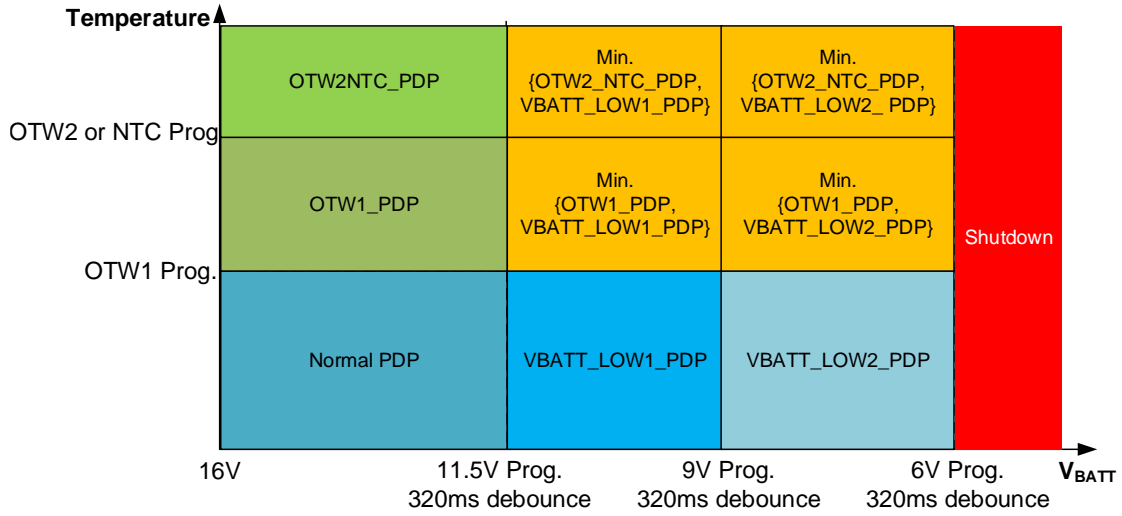 Temperature
OTW2NTC_PDP
Min.
{OTW2_NTC_PDP,
VBATT_LOW1_PDP}
Min.
{OTW2_NTC_PDP,
VBATT_LOW2_ PDP}
OTW2 or NTC Prog
OTW1_PDP
Min.
{OTW1_PDP,
VBATT_LOW1_PDP}
Min.
{OTW1_PDP,
VBATT_LOW2_PDP}
Shutdown
OTW1 Prog.
Normal PDP
VBATT_LOW1_PDP
VBATT_LOW2_PDP
16V
11.5V Prog.
320ms debounce
9V Prog.
320ms debounce
6V Prog.
320ms debounce
VBATT